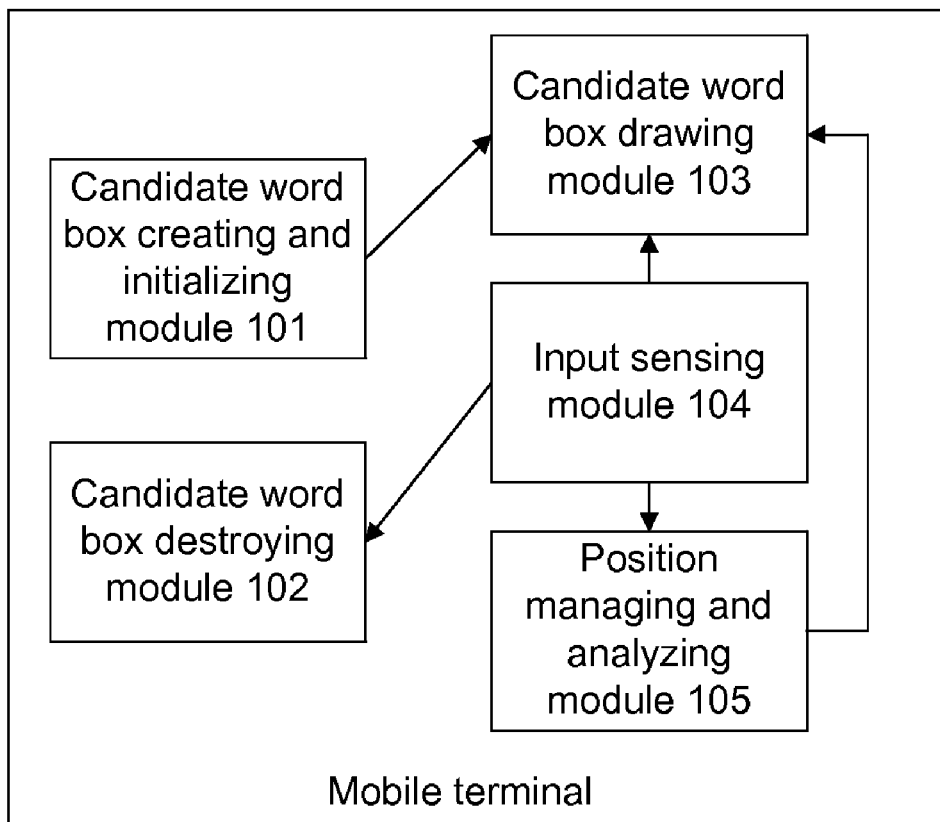 Candidate word
box drawing
module 103
Candidate word
box creating and
initializing
module 101
Input sensing
module 104
Candidate word
box destroying
module 102
Position
managing and
analyzing
module 105
Mobile terminal